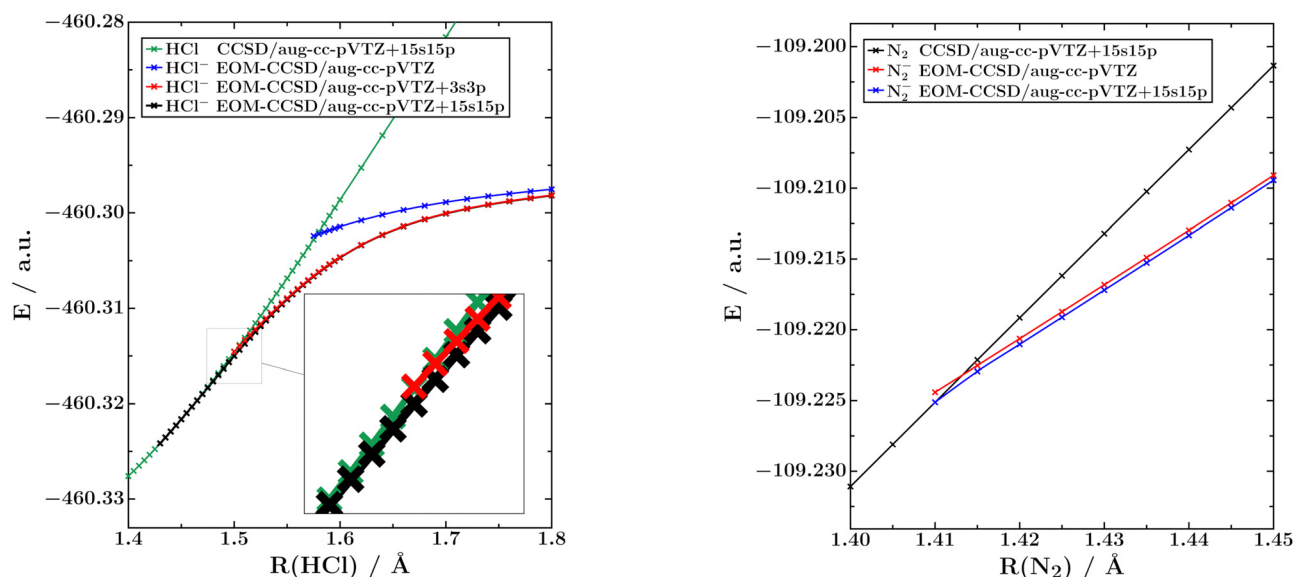 HCl CCSD/aug-cc-pVTZ+15s15p
HCl⁻ EOM-CCSD/aug-cc-pVTZ
HCl⁻ EOM-CCSD/aug-cc-pVTZ+3s3p
HCl⁻ EOM-CCSD/aug-cc-pVTZ+15s15p
E / a.u.
−460.28
−460.29
−460.30
−460.31
−460.32
−460.33
1.4 1.5 1.6 1.7 1.8
R(HCl) / Å
N₂ CCSD/aug-cc-pVTZ+15s15p
N₂⁻ EOM-CCSD/aug-cc-pVTZ
N₂⁻ EOM-CCSD/aug-cc-pVTZ+15s15p
E / a.u.
−109.200
−109.205
−109.210
−109.215
−109.220
−109.225
−109.230
1.40 1.41 1.42 1.43 1.44 1.45
R(N₂) / Å